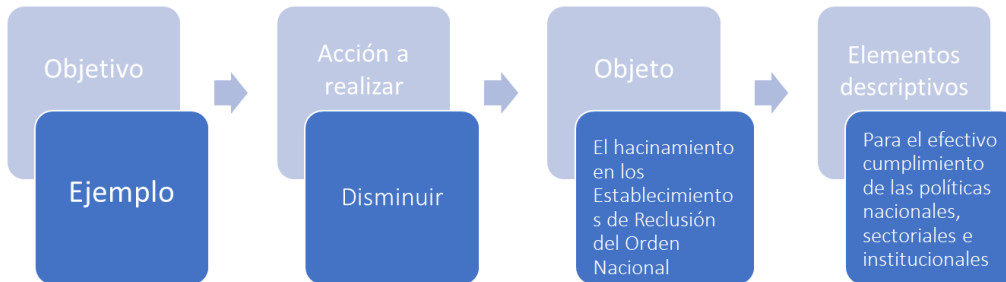 Objetivo
Ejemplo
Acción a
realizar
Disminuir
Objeto
El hacinamiento
en los
Establecimiento
s de Reclusión
del Orden
Nacional
Elementos
descriptivos
Para el efectivo
cumplimiento
de las políticas
nacionales,
sectoriales e
institucionales